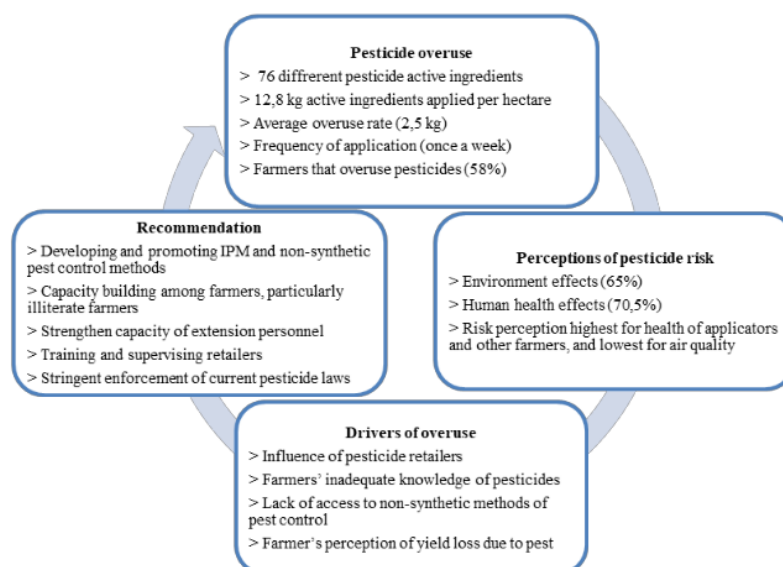 Pesticide overuse
> 76 diffrerent pesticide active ingredients
> 12,8 kg active ingredients applied per hectare
> Average overuse rate (2,5 kg)
> Frequency of application (once a week)
> Farmers that overuse pesticides (58%)
Perceptions of pesticide risk
> Environment effects (65%)
> Human health effects (70,5%)
> Risk perception highest for health of applicators
and other farmers, and lowest for air quality
Drivers of overuse
> Influence of pesticide retailers
> Farmers’ inadequate knowledge of pesticides
> Lack of access to non-synthetic methods of
pest control
> Farmer’s perception of yield loss due to pest
Recommendation
> Developing and promoting IPM and non-synthetic
pest control methods
> Capacity building among farmers, particularly
illiterate farmers
> Strengthen capacity of extension personnel
> Training and supervising retailers
> Stringent enforcement of current pesticide laws